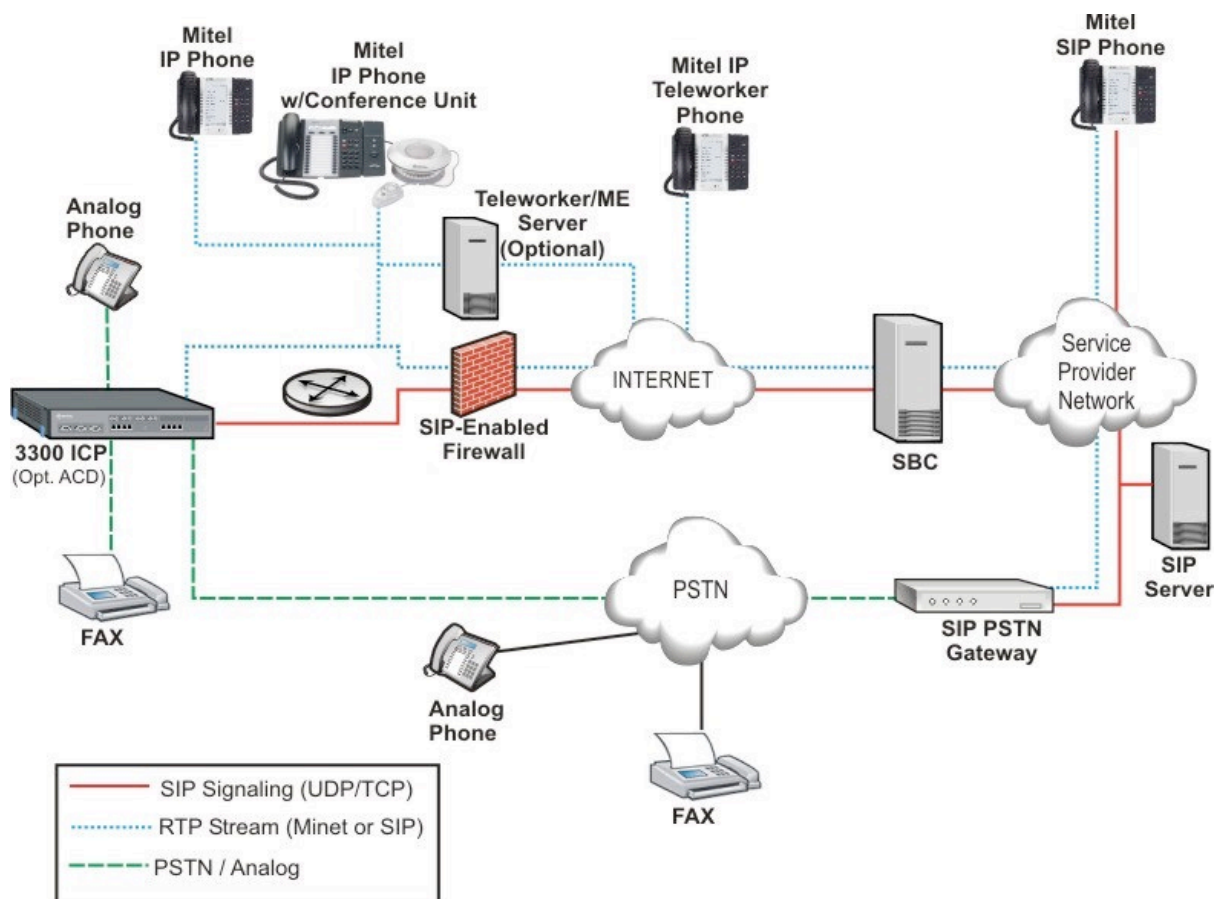 Mitel
IP Phone
Mitel
IP Phone
w/Conference Unit
Mitel IP
Teleworker
Phone
Mitel
SIP Phone
Analog
Phone
Teleworker/ME
Server
(Optional)
INTERNET
Service
Provider
Network
SIP-Enabled
Firewall
SBC
3300 ICP
(Opt. ACD)
FAX
PSTN
SIP PSTN
Gateway
SIP
Server
Analog
Phone
FAX
SIP Signaling (UDP/TCP)
RTP Stream (Minet or SIP)
PSTN / Analog